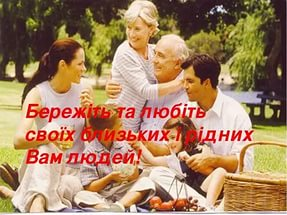 Бережіть та любіть
своїх близьких і рідних
Вам людей!